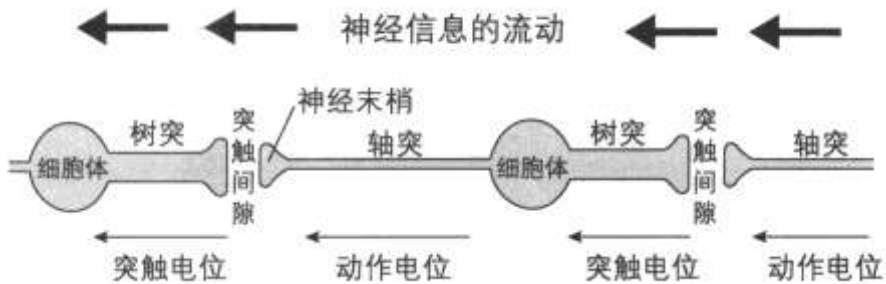 神经信息的流动
神经末梢
树突
突触间隙
轴突
树突
突触间隙
轴突
细胞体
细胞体
突触电位
动作电位
突触电位
动作电位